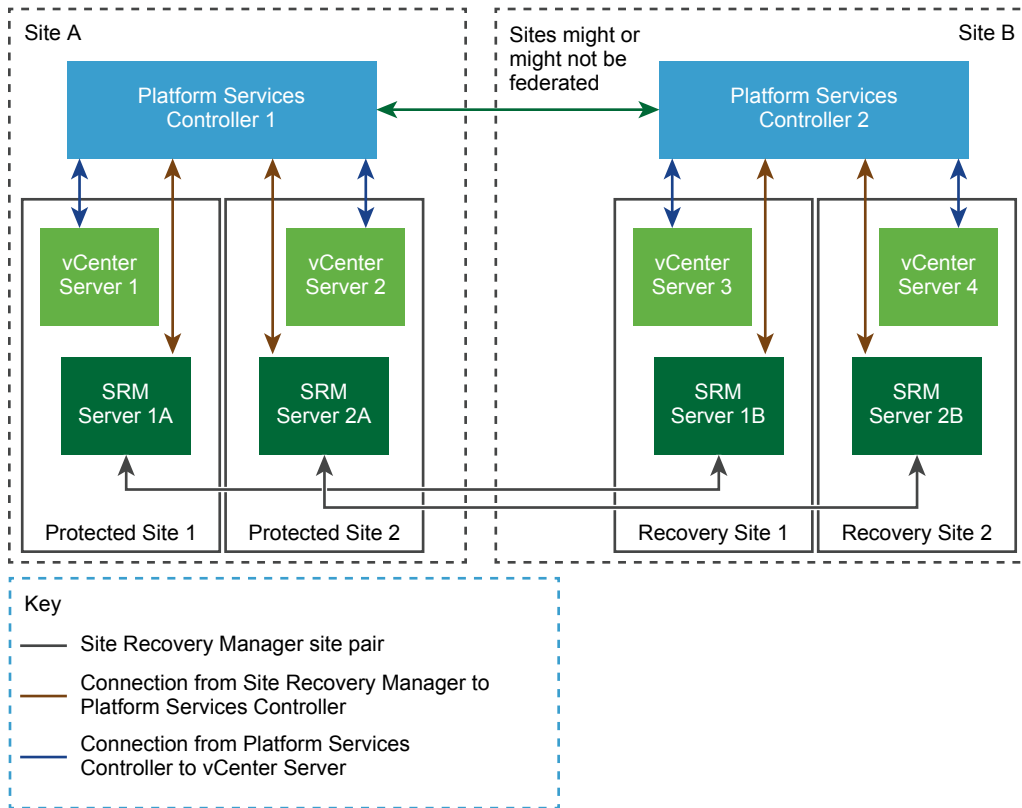 Site A
Sites might or
might not be
federated
Site B
Platform Services
Controller 1
Platform Services
Controller 2
vCenter
Server 1
vCenter
Server 2
vCenter
Server 3
vCenter
Server 4
SRM
Server 1A
SRM
Server 2A
SRM
Server 1B
SRM
Server 2B
Protected Site 1
Protected Site 2
Recovery Site 1
Recovery Site 2
Key
Site Recovery Manager site pair
Connection from Site Recovery Manager to
Platform Services Controller
Connection from Platform Services
Controller to vCenter Server